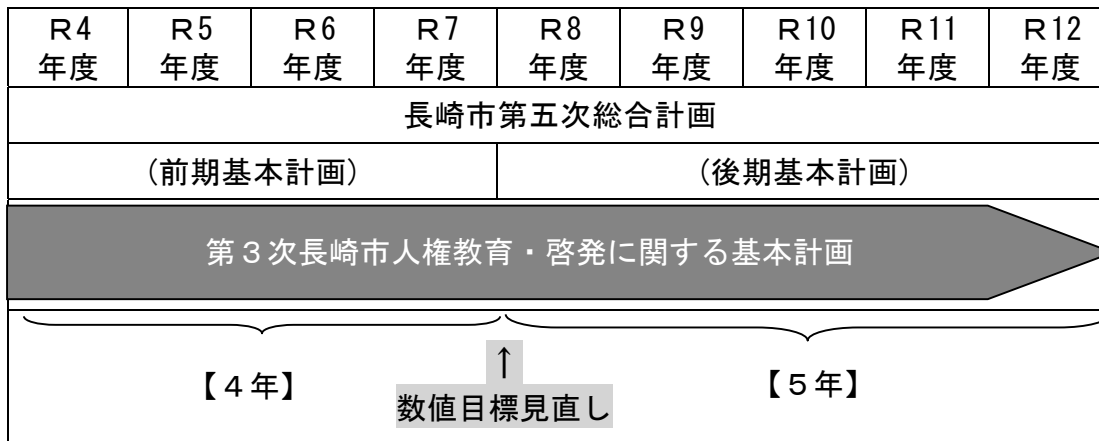 Ｒ4 Ｒ5 Ｒ6 Ｒ7 Ｒ8 Ｒ9 Ｒ10 Ｒ11 Ｒ12
年度 年度 年度 年度 年度 年度 年度 年度 年度
長崎市第五次総合計画
(前期基本計画) (後期基本計画)
第３次長崎市人権教育・啓発に関する基本計画
【４年】 ↑ 【５年】
数値目標見直し